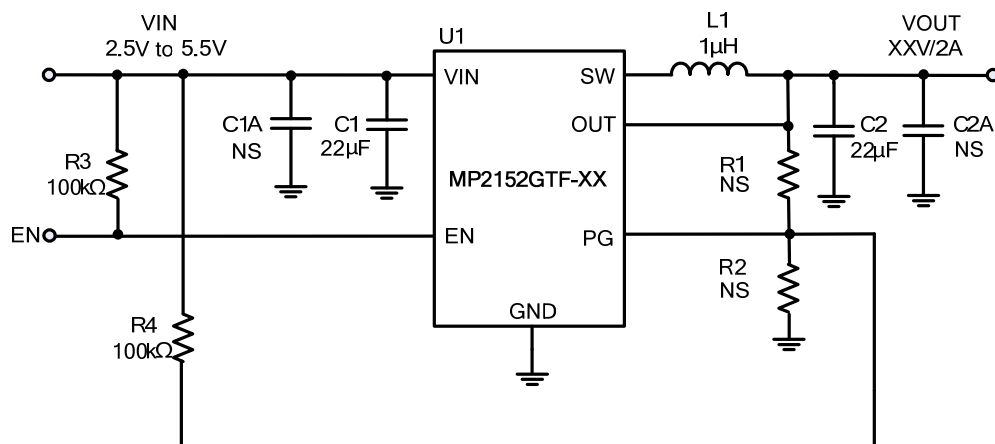 VIN
2.5V to 5.5V
U1
L1
1μH
VOUT
XXV/2A
VIN
SW
OUT
C1A
NS
C1
22μF
C2
22μF
C2A
NS
R3
100kΩ
MP2152GTF-XX
R1
NS
EN
EN
PG
R2
NS
GND
R4
100kΩ